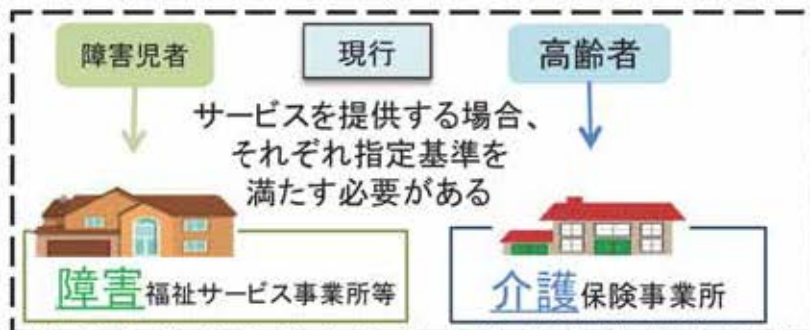 障害児者
現行
高齢者
サービスを提供する場合、
それぞれ指定基準を
満たす必要がある
障害福祉サービス事業所等
介護保険事業所